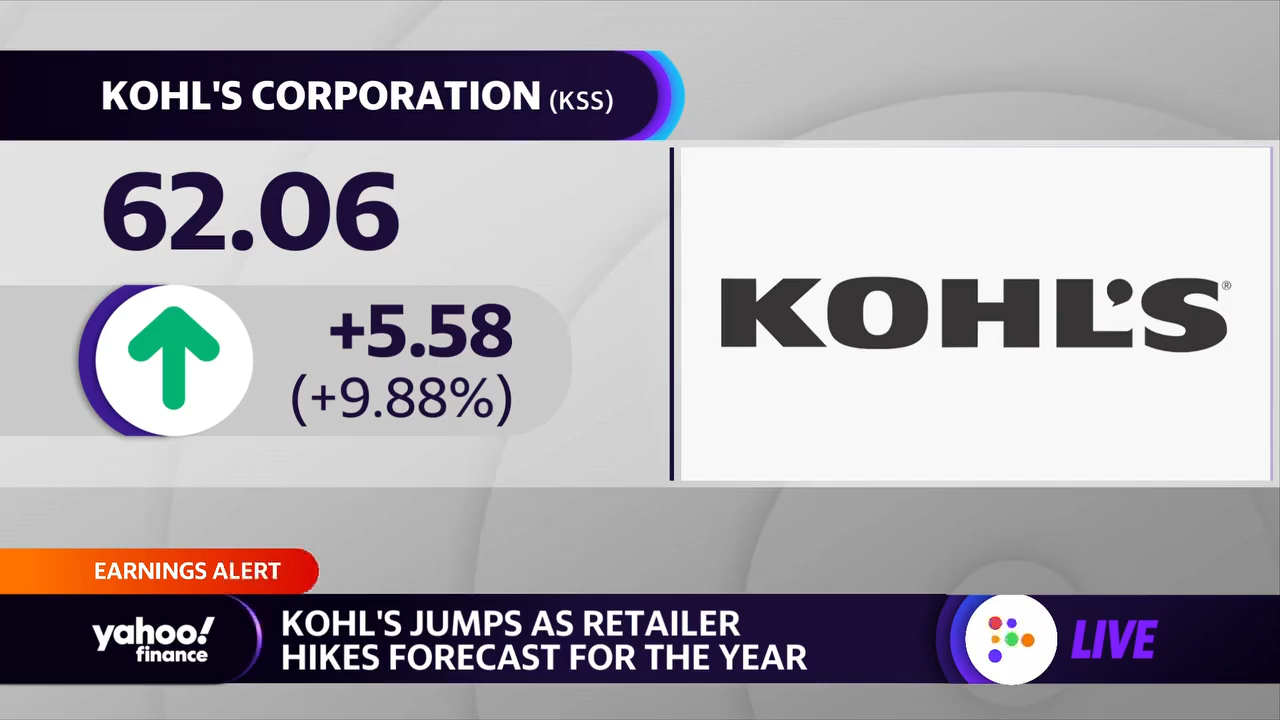 KOHL'S CORPORATION (KSS)
62.06
+5.58
(+9.88%)
KOHL'S®
EARNINGS ALERT
yahoo!
finance
KOHL'S JUMPS AS RETAILER
HIKES FORECAST FOR THE YEAR
LIVE